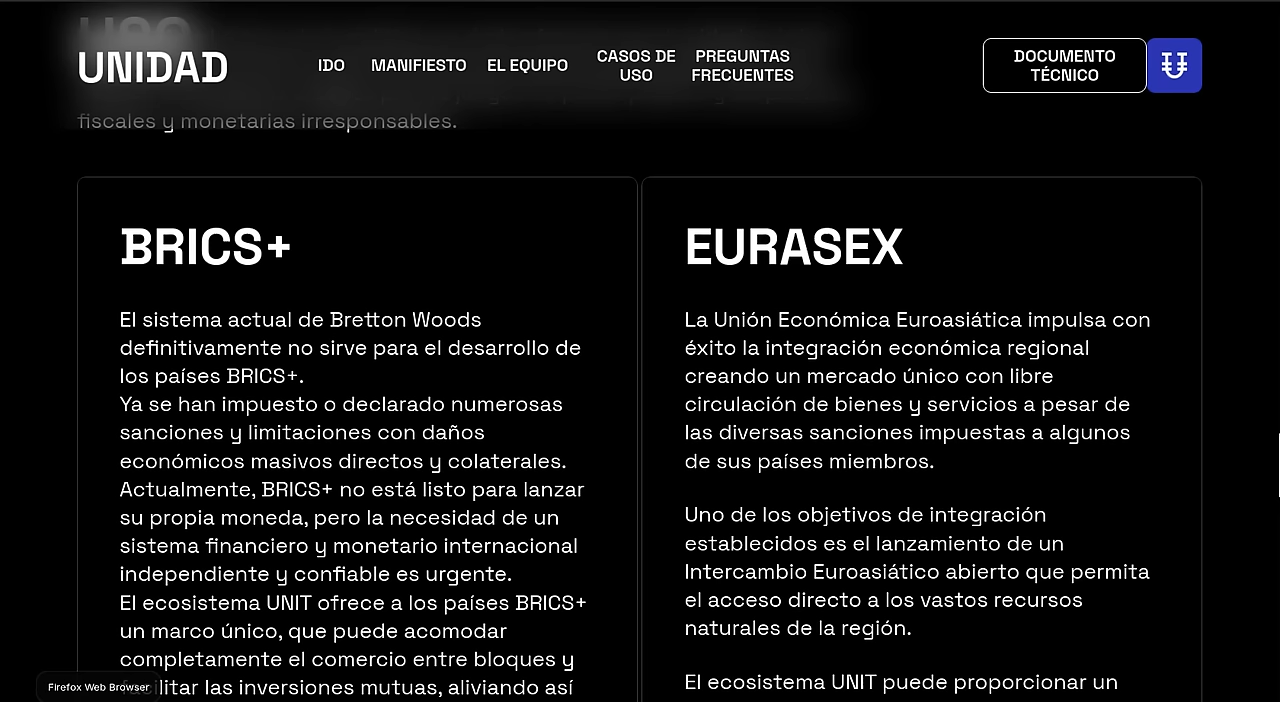 UNIDAD
IDO
MANIFIESTO
EL EQUIPO
CASOS DE
USO
PREGUNTAS
FRECUENTES
DOCUMENTO
TÉCNICO
fiscales y monetarias irresponsables.
BRICS+
El sistema actual de Bretton Woods
definitivamente no sirve para el desarrollo de
los países BRICS+.
Ya se han impuesto o declarado numerosas
sanciones y limitaciones con daños
económicos masivos directos y colaterales.
Actualmente, BRICS+ no está listo para lanzar
su propia moneda, pero la necesidad de un
sistema financiero y monetario internacional
independiente y confiable es urgente.
El ecosistema UNIT ofrece a los países BRICS+
un marco único, que puede acomodar
completamente el comercio entre bloques y
facilitar las inversiones mutuas, aliviando así
EURASEX
La Unión Económica Euroasiática impulsa con
éxito la integración económica regional
creando un mercado único con libre
circulación de bienes y servicios a pesar de
las diversas sanciones impuestas a algunos
de sus países miembros.
Uno de los objetivos de integración
establecidos es el lanzamiento de un
Intercambio Euroasiático abierto que permita
el acceso directo a los vastos recursos
naturales de la región.
El ecosistema UNIT puede proporcionar un
Firefox Web Browser